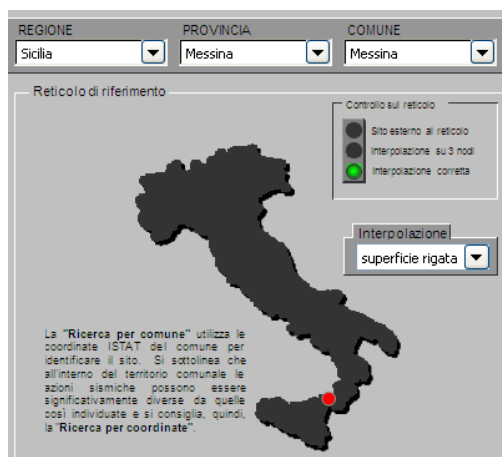 REGIONE PROVINCIA COMUNE
Sicilia Messina Messina
Reticolo di riferimento
Controllo sul reticolo
Sito esterno al reticolo
Interpolazione su 3 nodi
Interpolazione corretta
Interpolazione
superficie rigata
La "Ricerca per comune" utilizza le
coordinate ISTAT del comune per
identificare il sito. Si sottolinea che
all'interno del territorio comunale le
azioni sismiche possono essere
significativamente diverse da quelle
così individuate e si consiglia, quindi,
la "Ricerca per coordinate".